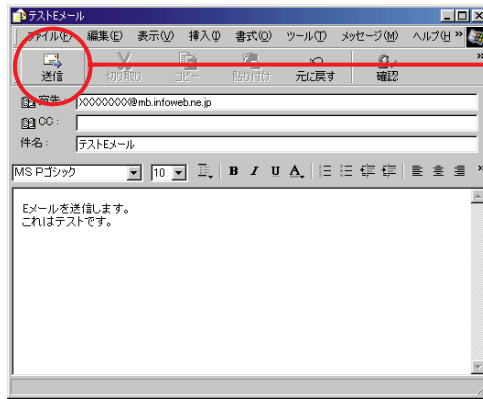 テストEメール
ファイル(F) 編集(E) 表示(V) 挿入(I) 書式(O) ツール(T) メッセージ(M) ヘルプ(H) »
送信 切り取り コピー 貼り付け 元に戻す 確認 »
宛先: XXXXXXXX@mb.infoweb.ne.jp
CC:
件名: テストEメール
MS Pゴシック 10 B I U A »
Eメールを送信します。
これはテストです。